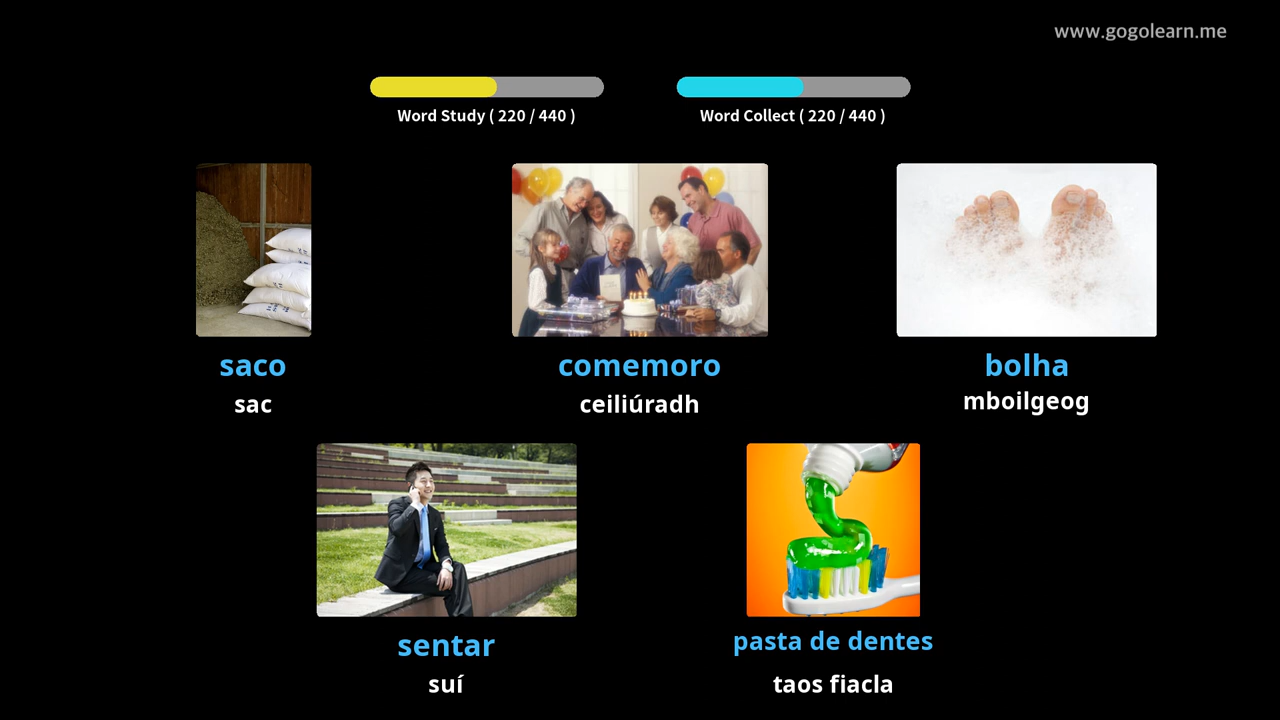 www.gogolearn.me
Word Study ( 220 / 440 )
Word Collect ( 220 / 440 )
saco
sac
comemoro
ceiliúradh
bolha
mboilgeog
sentar
suí
pasta de dentes
taos fiacla